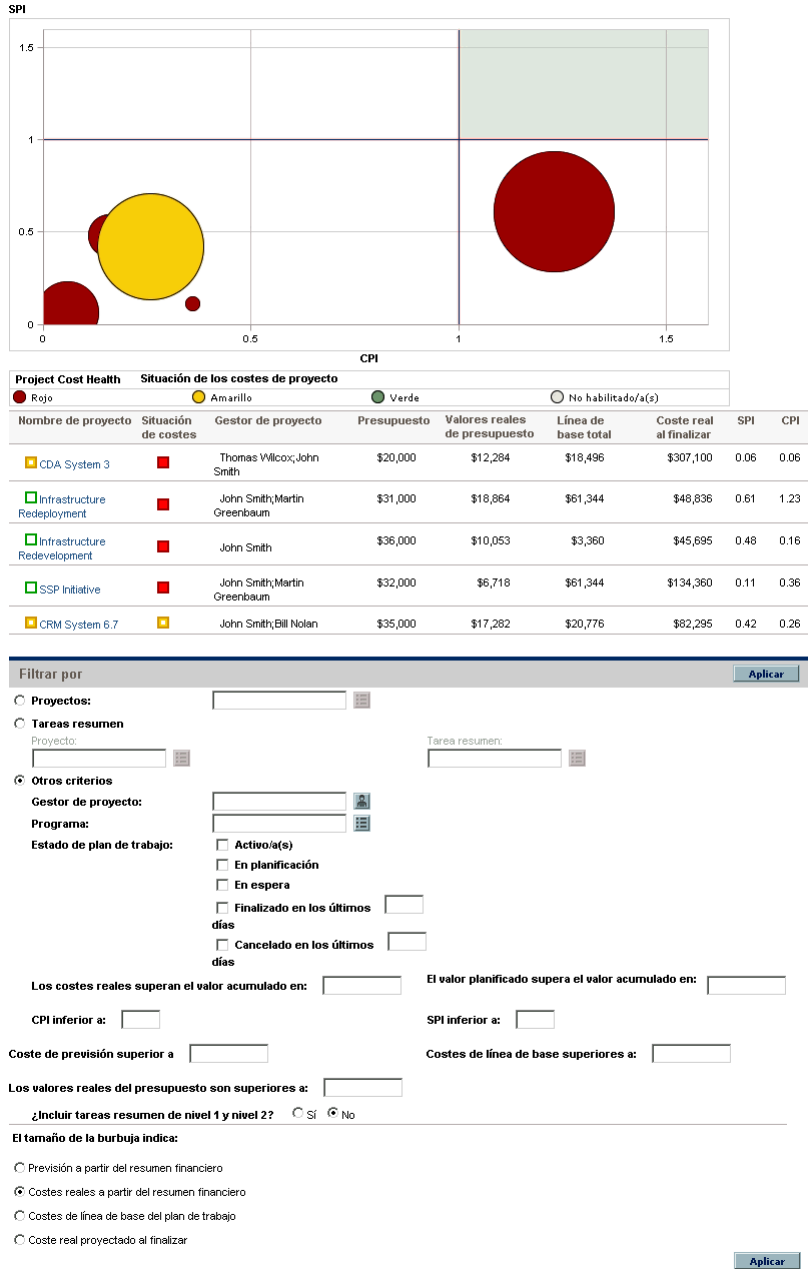 SPI
1.5
1
0.5
0
0
0.5
1
1.5
CPI
Project Cost Health Situación de los costes de proyecto
Rojo Amarillo Verde No habilitado/a(s)
Nombre de proyecto Situación de costes Gestor de proyecto Presupuesto Valores reales de presupuesto Línea de base total Coste real al finalizar SPI CPI
CDA System 3 Thomas Wilcox;John Smith $20,000 $12,284 $18,496 $307,100 0.06 0.06
Infrastructure Redeployment John Smith;Martin Greenbaum $31,000 $18,864 $61,344 $48,836 0.61 1.23
Infrastructure Redevelopment John Smith $36,000 $10,053 $3,360 $45,695 0.48 0.16
SSP Initiative John Smith;Martin Greenbaum $32,000 $6,718 $61,344 $134,360 0.11 0.36
CRM System 6.7 John Smith;Bill Nolan $35,000 $17,282 $20,776 $82,295 0.42 0.26
Filtrar por Aplicar
Proyectos:
Tareas resumen
Proyecto: Tarea resumen:
Otros criterios
Gestor de proyecto:
Programa:
Estado de plan de trabajo: Activo/a(s)
En planificación
En espera
Finalizado en los últimos
días
Cancelado en los últimos
días
Los costes reales superan el valor acumulado en: El valor planificado supera el valor acumulado en:
CPI inferior a: SPI inferior a:
Coste de previsión superior a Costes de línea de base superiores a:
Los valores reales del presupuesto son superiores a:
¿Incluir tareas resumen de nivel 1 y nivel 2? Sí No
El tamaño de la burbuja indica:
Previsión a partir del resumen financiero
Costes reales a partir del resumen financiero
Costes de línea de base del plan de trabajo
Coste real proyectado al finalizar
Aplicar